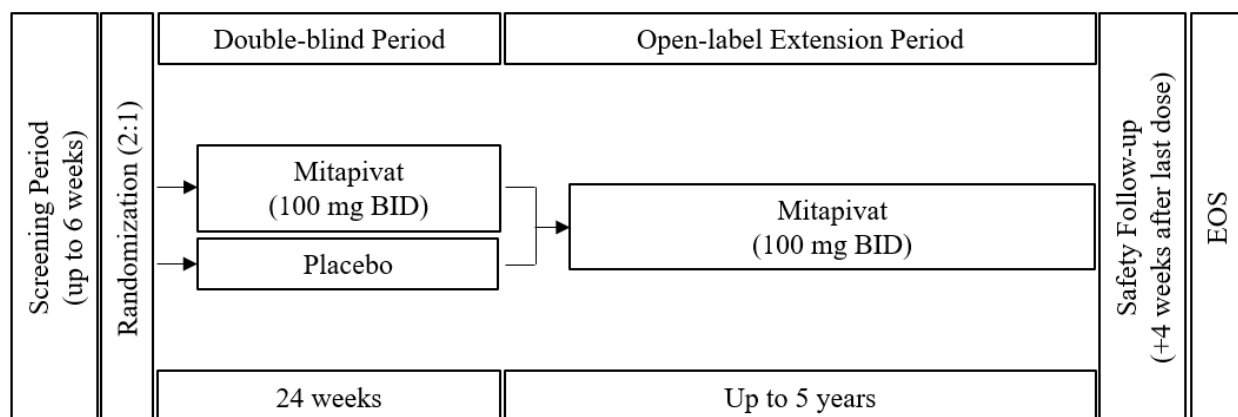 Screening Period
(up to 6 weeks)
Randomization (2:1)
Double-blind Period
Open-label Extension Period
Mitapivat
(100 mg BID)
Placebo
Mitapivat
(100 mg BID)
24 weeks
Up to 5 years
Safety Follow-up
(+4 weeks after last dose)
EOS